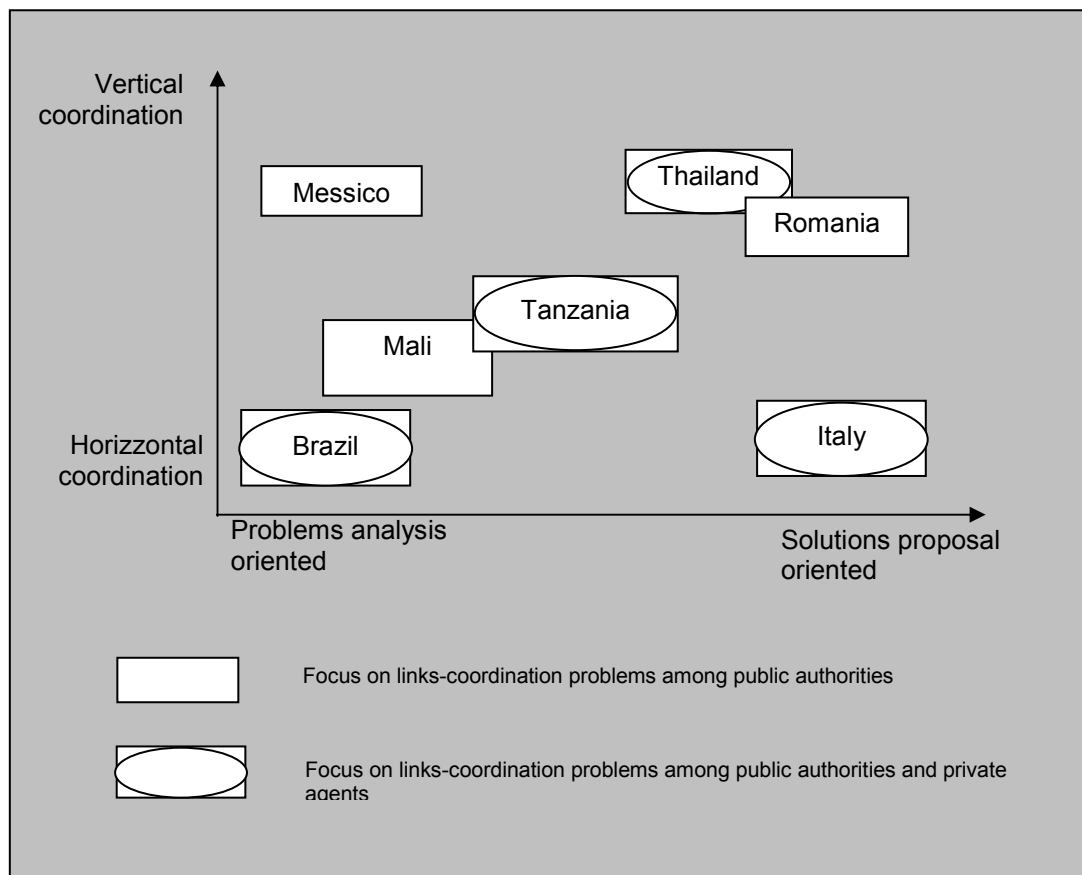 Vertical
coordination
Thailand
Messico
Romania
Tanzania
Mali
Italy
Brazil
Horizzontal
coordination
Problems analysis
oriented
Solutions proposal
oriented
Focus on links-coordination problems among public authorities
Focus on links-coordination problems among public authorities and private
agents